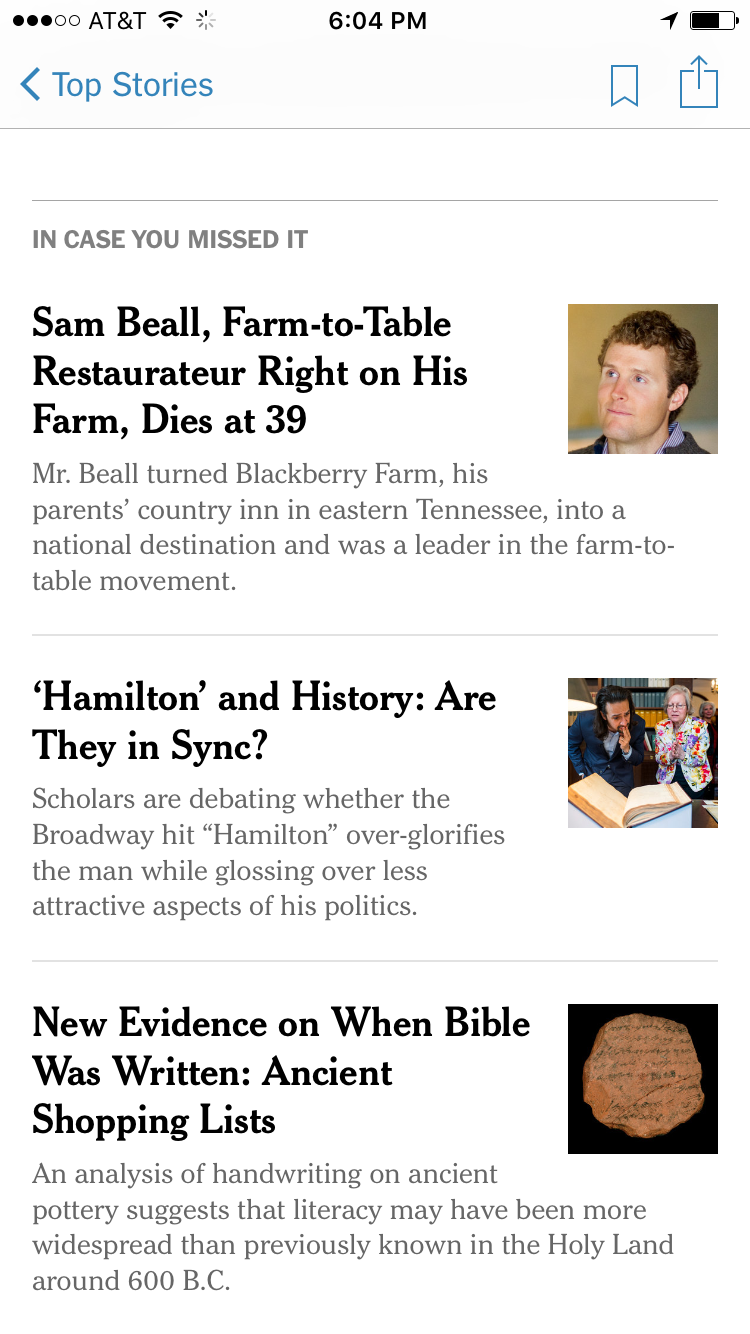 AT&T 6:04 PM
Top Stories
IN CASE YOU MISSED IT
Sam Beall, Farm-to-Table
Restaurateur Right on His
Farm, Dies at 39
Mr. Beall turned Blackberry Farm, his
parents’ country inn in eastern Tennessee, into a
national destination and was a leader in the farm-to-
table movement.
‘Hamilton’ and History: Are
They in Sync?
Scholars are debating whether the
Broadway hit “Hamilton” over-glorifies
the man while glossing over less
attractive aspects of his politics.
New Evidence on When Bible
Was Written: Ancient
Shopping Lists
An analysis of handwriting on ancient
pottery suggests that literacy may have been more
widespread than previously known in the Holy Land
around 600 B.C.